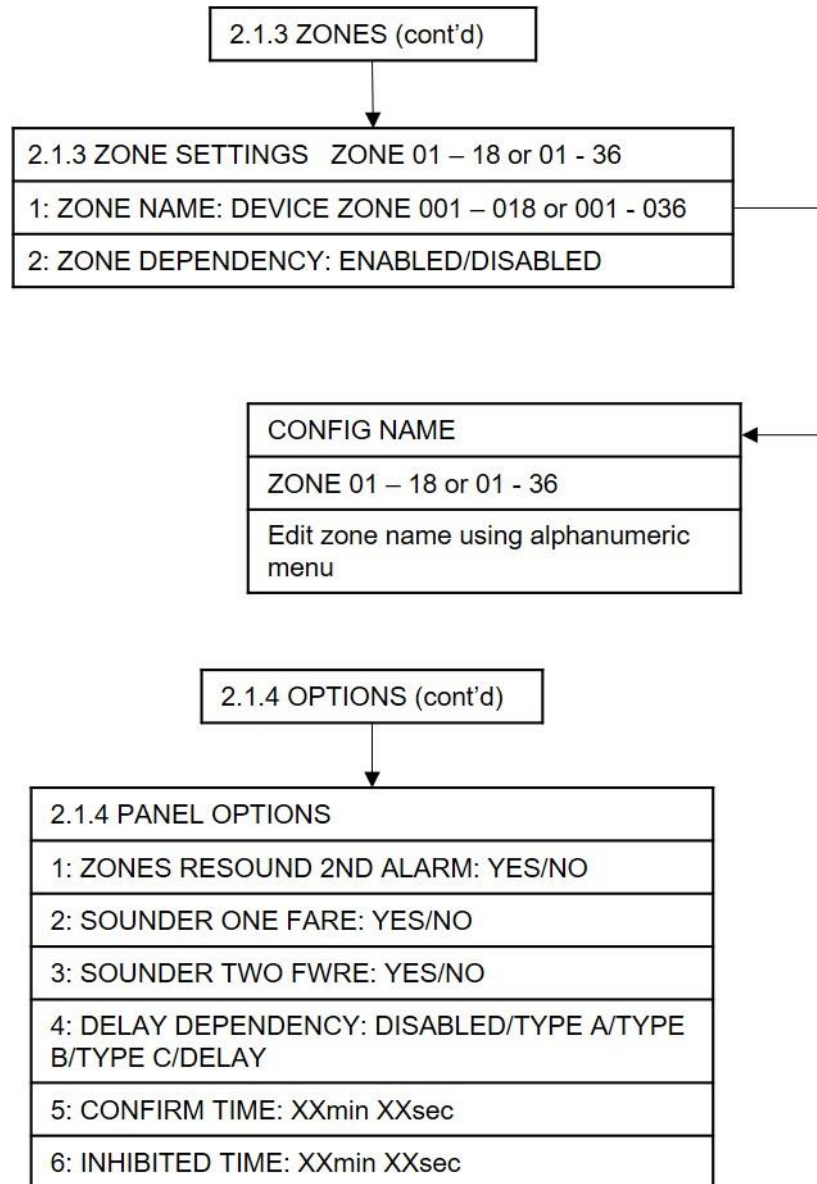 2.1.3 ZONES (cont’d)
2.1.3 ZONE SETTINGS   ZONE 01 – 18 or 01 - 36
1: ZONE NAME: DEVICE ZONE 001 – 018 or 001 - 036
2: ZONE DEPENDENCY: ENABLED/DISABLED
CONFIG NAME
ZONE 01 – 18 or 01 - 36
Edit zone name using alphanumeric
menu
2.1.4 OPTIONS (cont’d)
2.1.4 PANEL OPTIONS
1: ZONES RESOUND 2ND ALARM: YES/NO
2: SOUNDER ONE FARE: YES/NO
3: SOUNDER TWO FWRE: YES/NO
4: DELAY DEPENDENCY: DISABLED/TYPE A/TYPE
B/TYPE C/DELAY
5: CONFIRM TIME: XXmin XXsec
6: INHIBITED TIME: XXmin XXsec